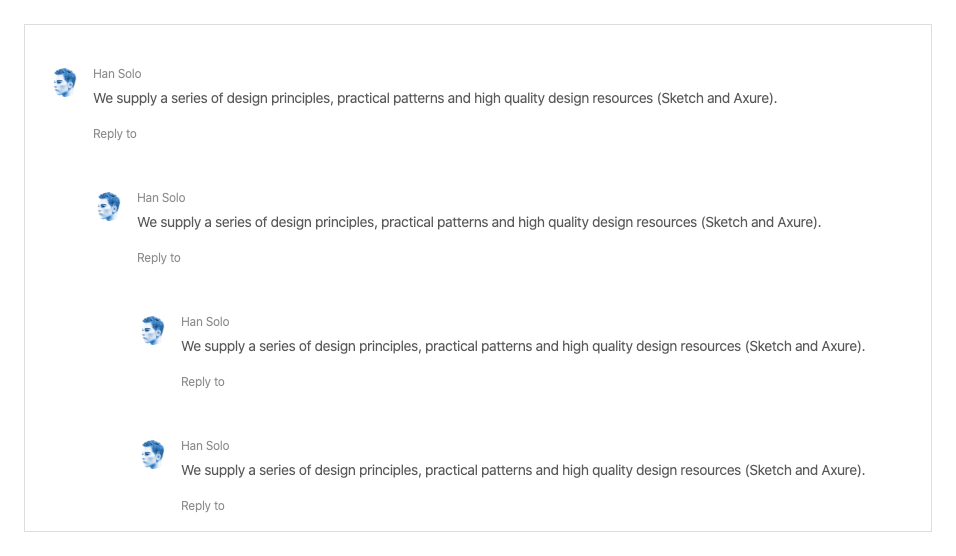 Han Solo
We supply a series of design principles, practical patterns and high quality design resources (Sketch and Axure).
Reply to
Han Solo
We supply a series of design principles, practical patterns and high quality design resources (Sketch and Axure).
Reply to
Han Solo
We supply a series of design principles, practical patterns and high quality design resources (Sketch and Axure).
Reply to
Han Solo
We supply a series of design principles, practical patterns and high quality design resources (Sketch and Axure).
Reply to